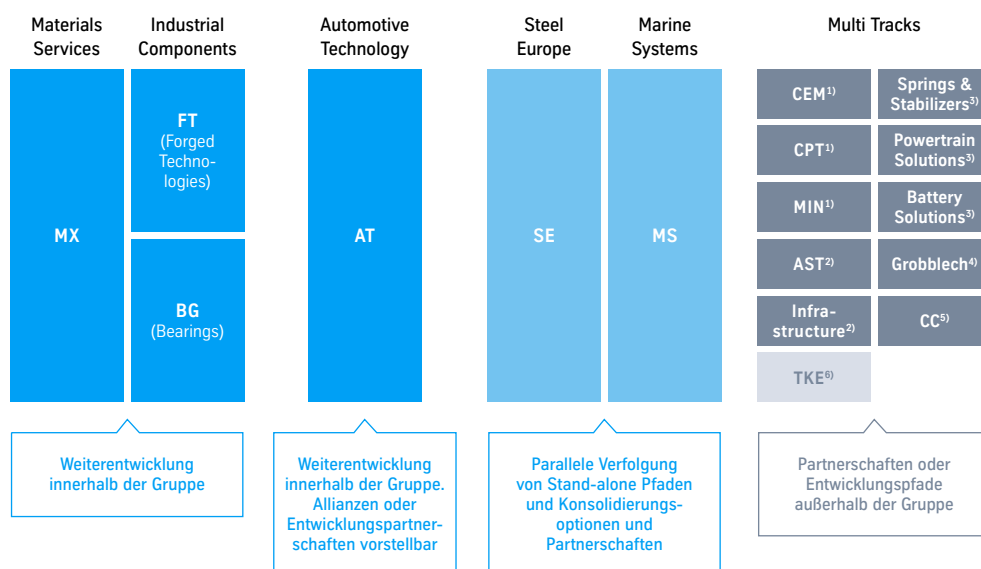 Materials
Services
Industrial
Components
Automotive
Technology
Steel
Europe
Marine
Systems
Multi Tracks
MX
FT
(Forged
Techno-
logies)
BG
(Bearings)
AT
SE
MS
CEM1)
Springs &
Stabilizers3)
CPT1)
Powertrain
Solutions3)
MIN1)
Battery
Solutions3)
AST2)
Grobblech4)
Infra-
structure2)
CC5)
TKE6)
Weiterentwicklung
innerhalb der Gruppe
Weiterentwicklung
innerhalb der Gruppe.
Allianzen oder
Entwicklungspartner-
schaften vorstellbar
Parallele Verfolgung
von Stand-alone Pfaden
und Konsolidierungs-
optionen und
Partnerschaften
Partnerschaften oder
Entwicklungspfade
außerhalb der Gruppe